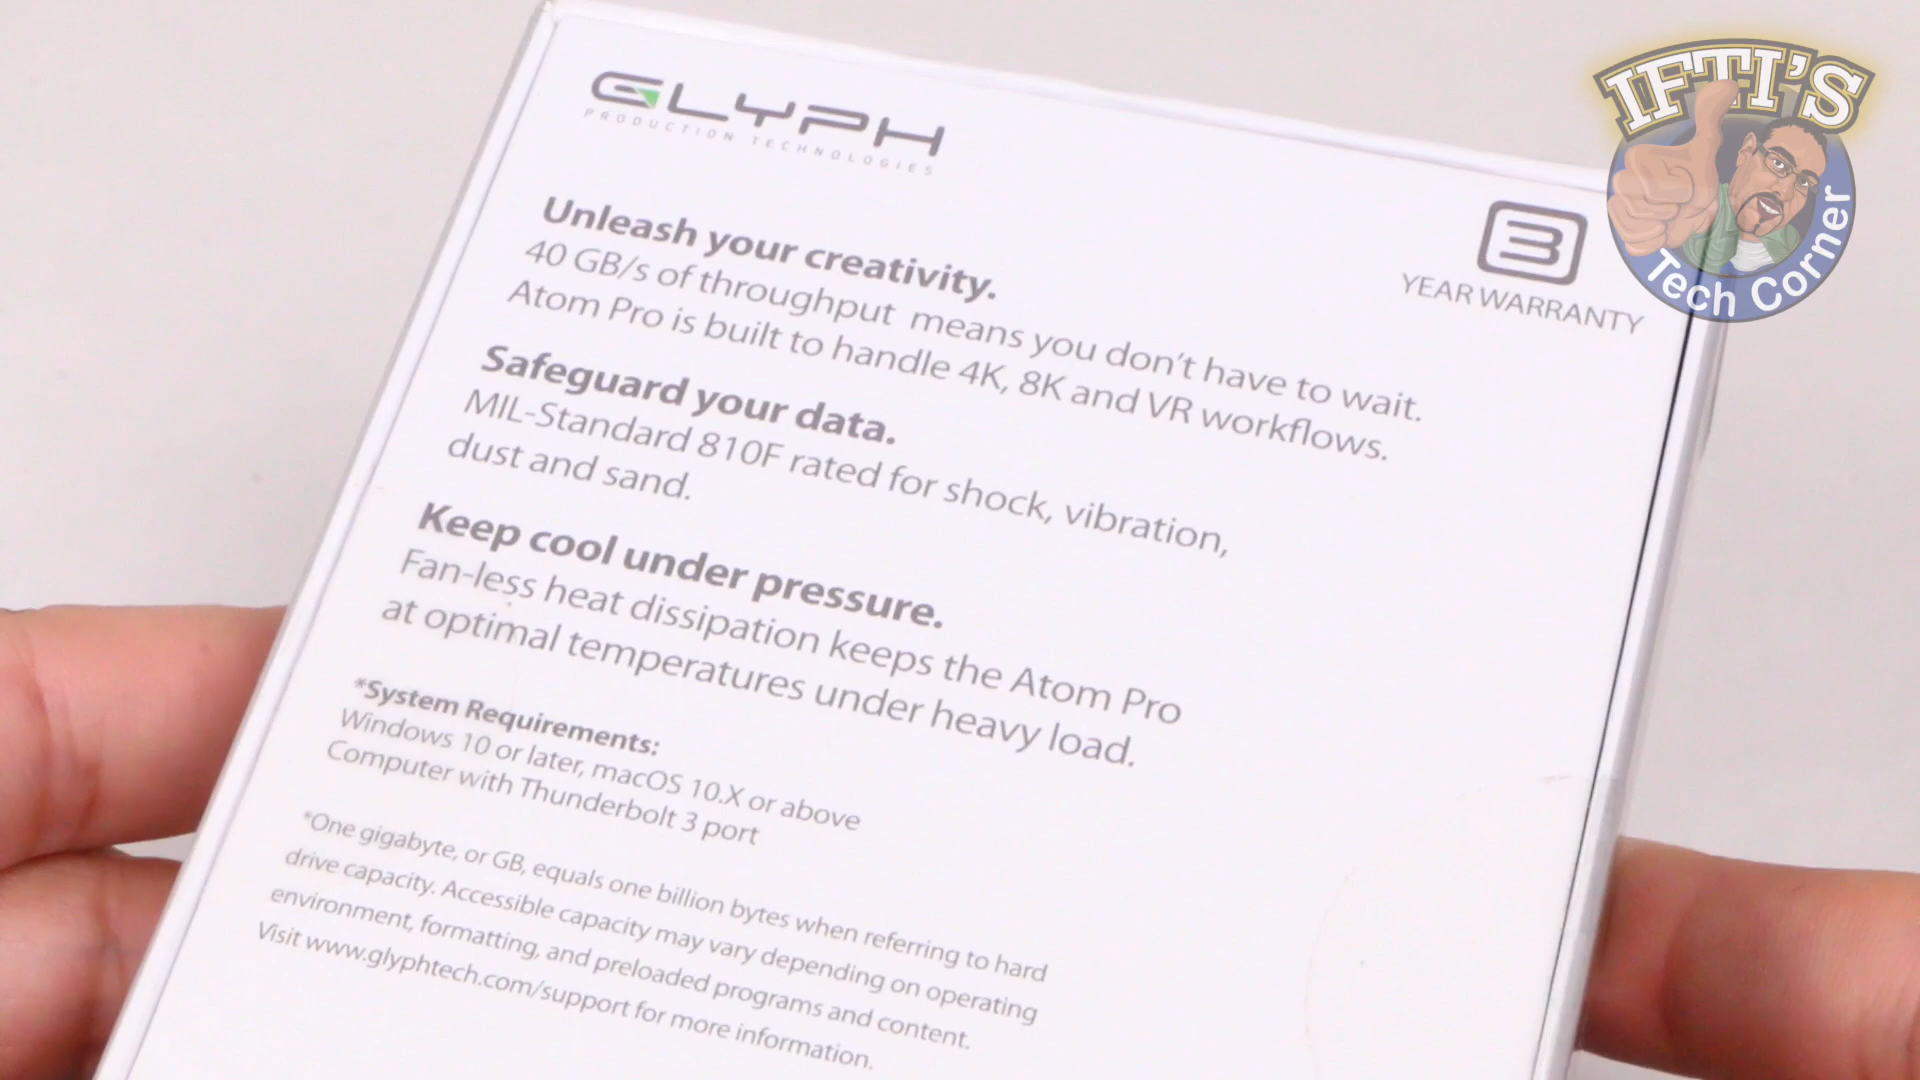 GLYPH
PRODUCTION TECHNOLOGIES
IFTI'S
Tech Corner
3
YEAR WARRANTY
Unleash your creativity.
40 GB/s of throughput means you don't have to wait.
Atom Pro is built to handle 4K, 8K and VR workflows.
Safeguard your data.
MIL-Standard 810F rated for shock, vibration,
dust and sand.
Keep cool under pressure.
Fan-less heat dissipation keeps the Atom Pro
at optimal temperatures under heavy load.
*System Requirements:
Windows 10 or later, macOS 10.X or above
Computer with Thunderbolt 3 port
*One gigabyte, or GB, equals one billion bytes when referring to hard
drive capacity. Accessible capacity may vary depending on operating
environment, formatting, and preloaded programs and content.
Visit www.glyphtech.com/support for more information.